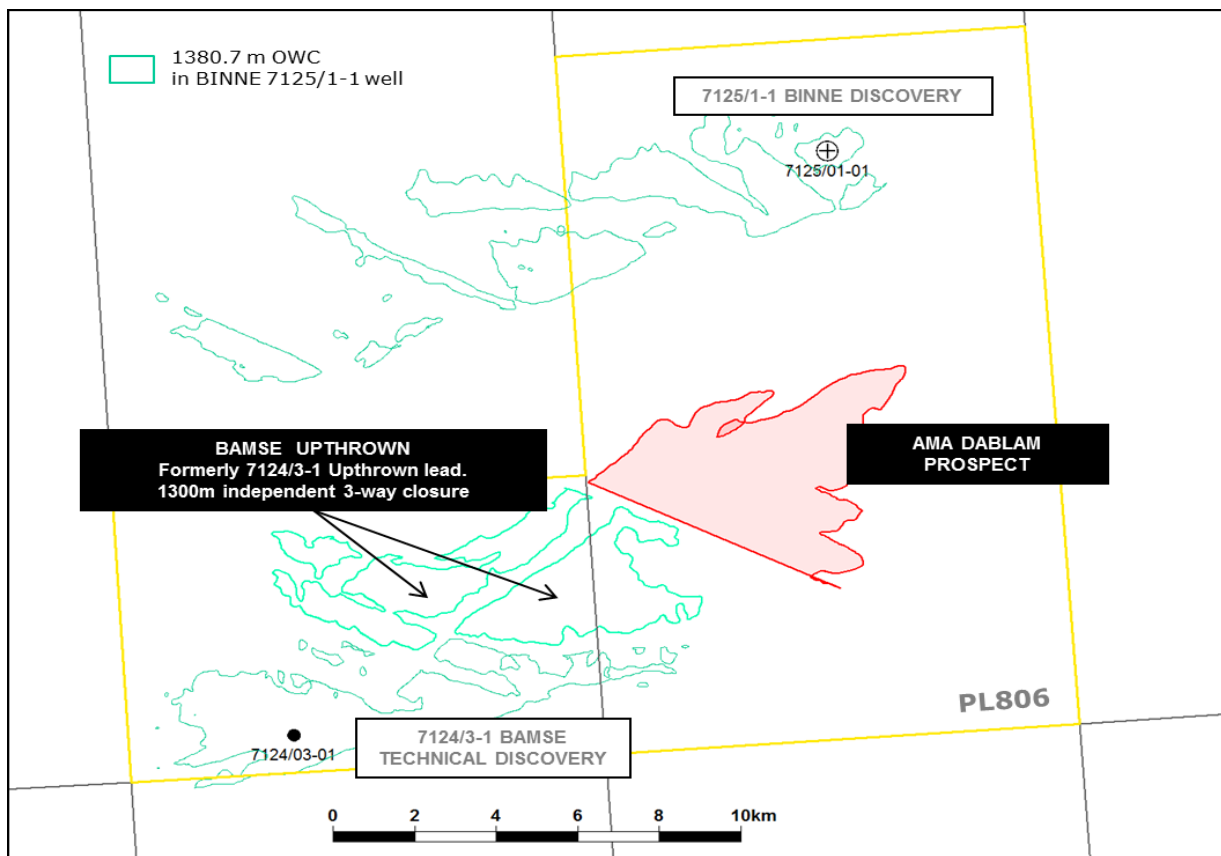 1380.7 m OWC
in BINNE 7125/1-1 well
7125/1-1 BINNE DISCOVERY
7125/01-01
BAMSE UPTHROWN
Formerly 7124/3-1 Upthrown lead.
1300m independent 3-way closure
AMA DABLAM
PROSPECT
PL806
7124/03-01
7124/3-1 BAMSE
TECHNICAL DISCOVERY
0 2 4 6 8 10km